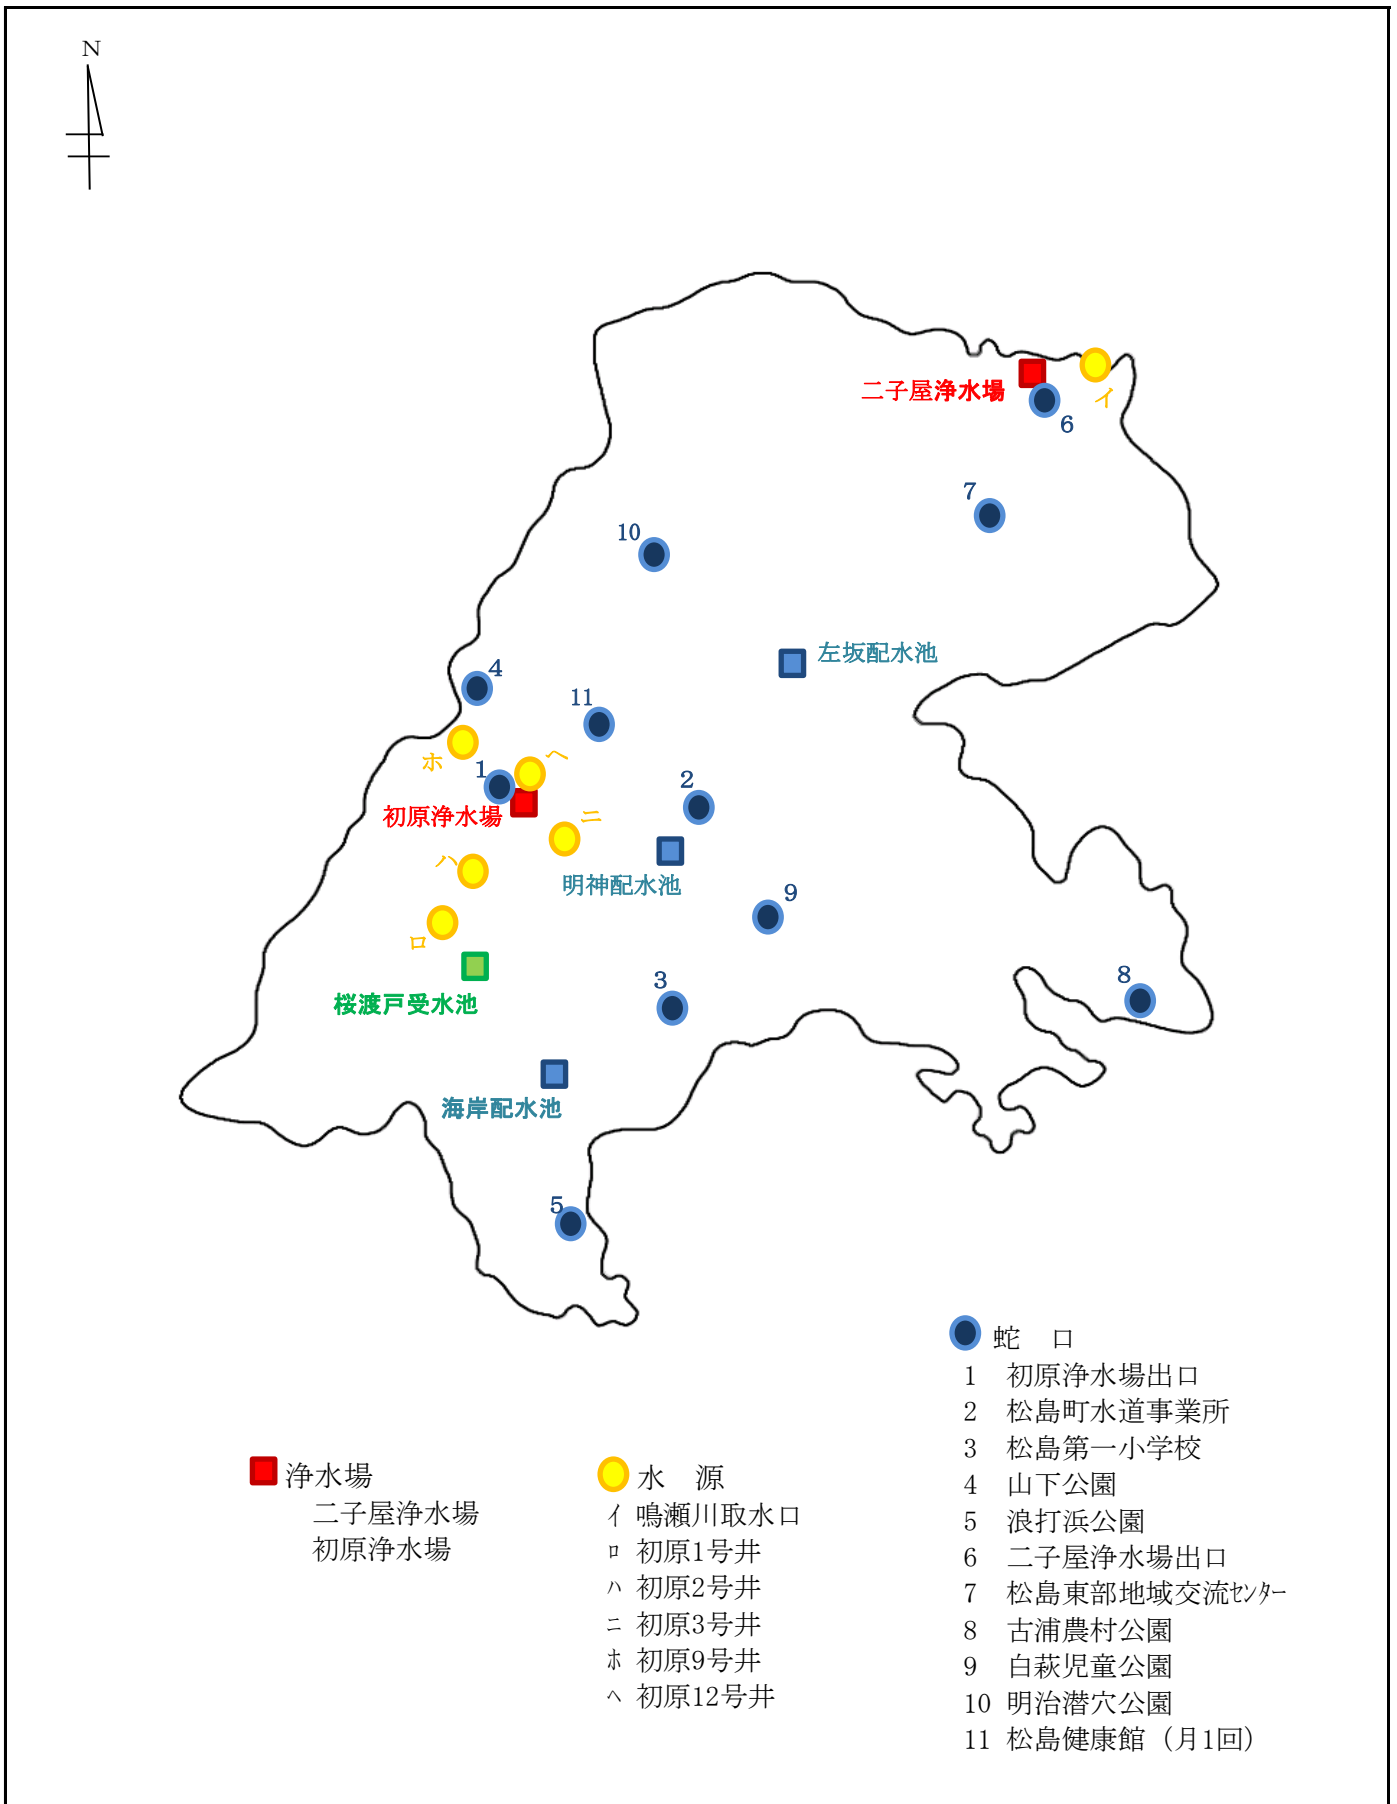 N
二子屋浄水場
イ
6
7
10
左坂配水池
4
11
ホ
ヘ
1
2
初原浄水場
ニ
ハ
明神配水池
9
ロ
桜渡戸受水池
3
8
海岸配水池
5
浄水場
二子屋浄水場
初原浄水場
水　源
イ 鳴瀬川取水口
ロ 初原1号井
ハ 初原2号井
ニ 初原3号井
ホ 初原9号井
ヘ 初原12号井
蛇　口
1　初原浄水場出口
2　松島町水道事業所
3　松島第一小学校
4　山下公園
5　浪打浜公園
6　二子屋浄水場出口
7　松島東部地域交流ｾﾝﾀｰ
8　古浦農村公園
9　白萩児童公園
10 明治潜穴公園
11 松島健康館（月1回）